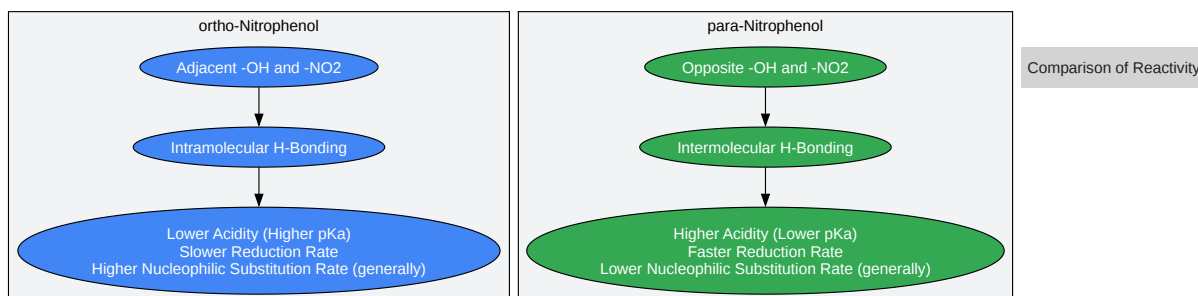 ortho-Nitrophenol
Adjacent -OH and -NO2
Intramolecular H-Bonding
Lower Acidity (Higher pKa)
Slower Reduction Rate
Higher Nucleophilic Substitution Rate (generally)
para-Nitrophenol
Opposite -OH and -NO2
Intermolecular H-Bonding
Higher Acidity (Lower pKa)
Faster Reduction Rate
Lower Nucleophilic Substitution Rate (generally)
Comparison of Reactivity